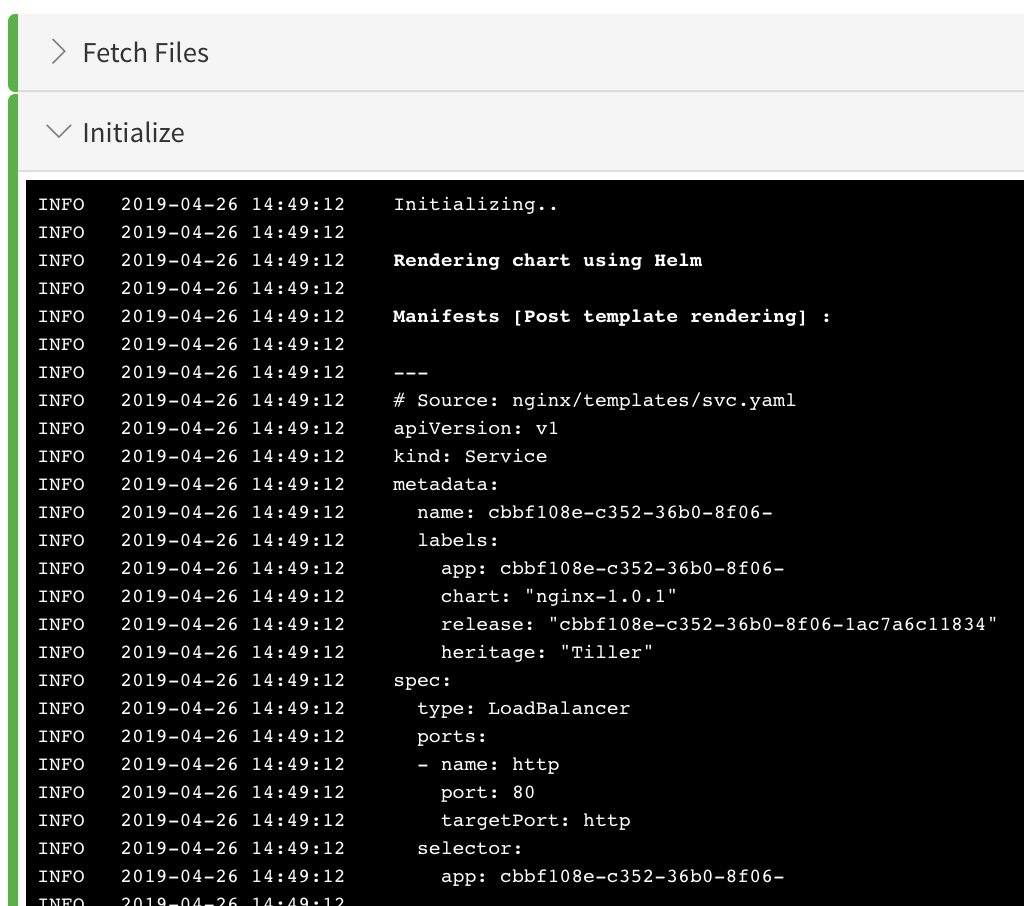 Fetch Files
Initialize
INFO 2019-04-26 14:49:12 Initializing..
INFO 2019-04-26 14:49:12
INFO 2019-04-26 14:49:12 Rendering chart using Helm
INFO 2019-04-26 14:49:12
INFO 2019-04-26 14:49:12 Manifests [Post template rendering] :
INFO 2019-04-26 14:49:12
INFO 2019-04-26 14:49:12 ---
INFO 2019-04-26 14:49:12 # Source: nginx/templates/svc.yaml
INFO 2019-04-26 14:49:12 apiVersion: v1
INFO 2019-04-26 14:49:12 kind: Service
INFO 2019-04-26 14:49:12 metadata:
INFO 2019-04-26 14:49:12   name: cbbf108e-c352-36b0-8f06-
INFO 2019-04-26 14:49:12   labels:
INFO 2019-04-26 14:49:12     app: cbbf108e-c352-36b0-8f06-
INFO 2019-04-26 14:49:12     chart: "nginx-1.0.1"
INFO 2019-04-26 14:49:12     release: "cbbf108e-c352-36b0-8f06-1ac7a6c11834"
INFO 2019-04-26 14:49:12     heritage: "Tiller"
INFO 2019-04-26 14:49:12 spec:
INFO 2019-04-26 14:49:12   type: LoadBalancer
INFO 2019-04-26 14:49:12   ports:
INFO 2019-04-26 14:49:12   - name: http
INFO 2019-04-26 14:49:12     port: 80
INFO 2019-04-26 14:49:12     targetPort: http
INFO 2019-04-26 14:49:12   selector:
INFO 2019-04-26 14:49:12     app: cbbf108e-c352-36b0-8f06-
INFO 2019-04-26 14:49:12